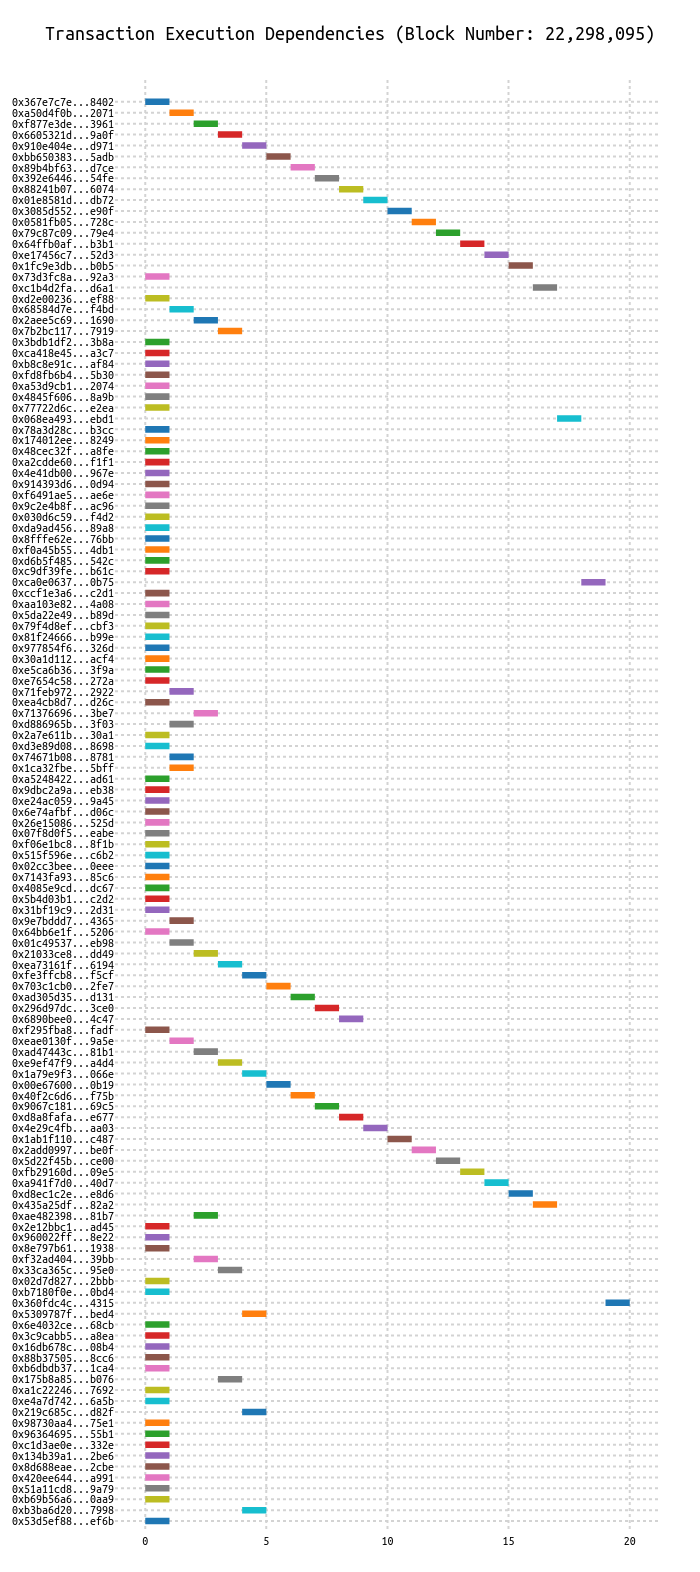 Transaction Execution Dependencies (Block Number: 22,298,095)
0x367e7c7e...8402
0xa50d4f0b...2071
0xf877e3de...3961
0x6605321d...9a0f
0x910e404e...d971
0xbb650383...5adb
0x89b4bf63...d7ce
0x392e6446...54fe
0x88241b07...6074
0x01e8581d...db72
0x3085d552...e90f
0x0581fb05...728c
0x79c87c09...79e4
0x64ffb0af...b3b1
0xe17456c7...52d3
0x1fc9e3db...b0b5
0x73d3fc8a...92a3
0xc1b4d2fa...d6a1
0xd2e00236...ef88
0x68584d7e...f4bd
0x2aee5c69...1690
0x7b2bc117...7919
0x3bdb1df2...3b8a
0xca418e45...a3c7
0xb8c8e91c...af84
0xfd8fb6b4...5b30
0xa53d9cb1...2074
0x4845f606...8a9b
0x77722d6c...e2ea
0x068ea493...ebd1
0x78a3d28c...b3cc
0x174012ee...8249
0x48cec32f...a8fe
0xa2cdde60...f1f1
0x4e41db00...967e
0x914393d6...0d94
0xf6491ae5...ae6e
0x9c2e4b8f...ac96
0x030d6c59...f4d2
0xda9ad456...89a8
0x8fffe62e...76bb
0xf0a45b55...4db1
0xd6b5f485...542c
0xc9df39fe...b61c
0xca0e0637...0b75
0xccf1e3a6...c2d1
0xaa103e82...4a08
0x5da22e49...b89d
0x79f4d8ef...cbf3
0x81f24666...b99e
0x977854f6...326d
0x30a1d112...acf4
0xe5ca6b36...3f9a
0xe7654c58...272a
0x71feb972...2922
0xea4cb8d7...d26c
0x71376696...3be7
0xd886965b...3f03
0x2a7e611b...30a1
0xd3e89d08...8698
0x74671b08...8781
0x1ca32fbe...5bff
0xa5248422...ad61
0x9dbc2a9a...eb38
0xe24ac059...9a45
0x6e74afbf...d06c
0x26e15086...525d
0x07f8d0f5...eabe
0xf06e1bc8...8f1b
0x515f596e...c6b2
0x02cc3bee...0eee
0x7143fa93...85c6
0x4085e9cd...dc67
0x5b4d03b1...c2d2
0x31bf19c9...2d31
0x9e7bddd7...4365
0x64bb6e1f...5206
0x01c49537...eb98
0x21033ce8...dd49
0xea73161f...6194
0xfe3ffcb8...f5cf
0x703c1cb0...2fe7
0xad305d35...d131
0x296d97dc...3ce0
0x6890bee0...4c47
0xf295fba8...fadf
0xeae0130f...9a5e
0xad47443c...81b1
0xe9ef47f9...a4d4
0x1a79e9f3...066e
0x00e67600...0b19
0x40f2c6d6...f75b
0x9067c181...69c5
0xd8a8fafa...e677
0x4e29c4fb...aa03
0x1ab1f110...c487
0x2add0997...be0f
0x5d22f45b...ce00
0xfb29160d...09e5
0xa941f7d0...40d7
0xd8ec1c2e...e8d6
0x435a25df...82a2
0xae482398...81b7
0x2e12bbc1...ad45
0x960022ff...8e22
0x8e797b61...1938
0xf32ad404...39bb
0x33ca365c...95e0
0x02d7d827...2bbb
0xb7180f0e...0bd4
0x360fdc4c...4315
0x5309787f...bed4
0x6e4032ce...68cb
0x3c9cabb5...a8ea
0x16db678c...08b4
0x88b37505...8cc6
0xb6dbdb37...1ca4
0x175b8a85...b076
0xa1c22246...7692
0xe4a7d742...6a5b
0x219c685c...d82f
0x98730aa4...75e1
0x96364695...55b1
0xc1d3ae0e...332e
0x134b39a1...2be6
0x8d688eae...2cbe
0x420ee644...a991
0x51a11cd8...9a79
0xb69b56a6...0aa9
0xb3ba6d20...7998
0x53d5ef88...ef6b
0 5 10 15 20